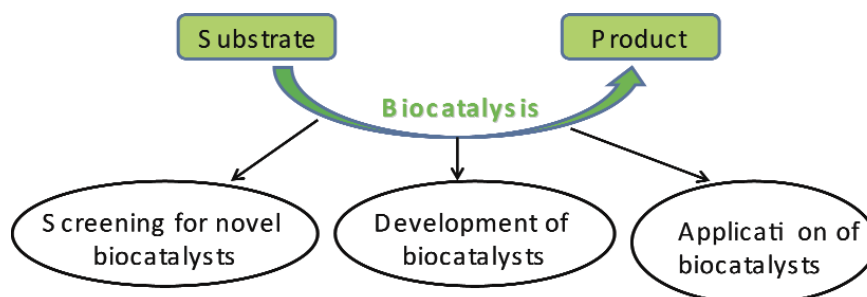 Substrate
Product
Biocatalysis
Screening for novel
biocatalysts
Development of
biocatalysts
Application of
biocatalysts